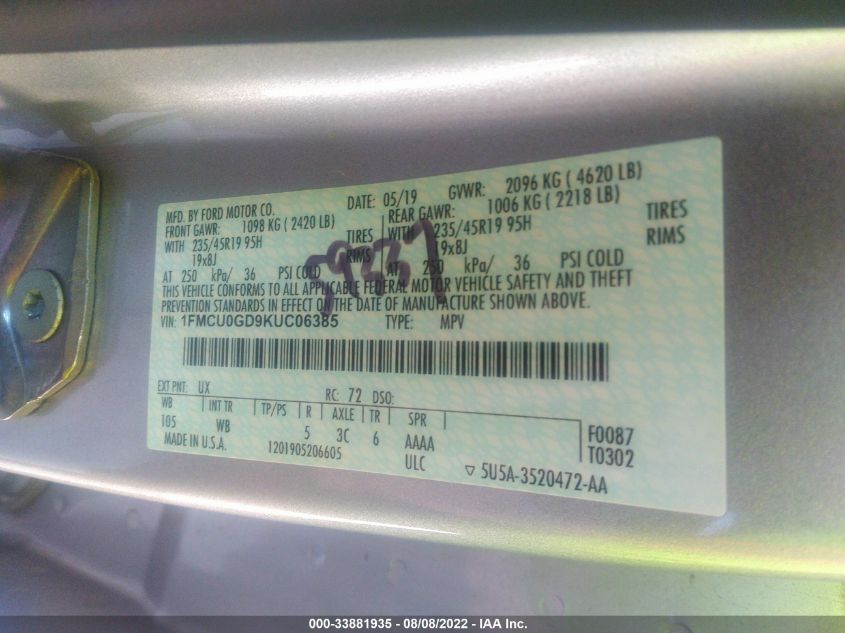 MFD. BY FORD MOTOR CO.
DATE: 05/19 GVWR: 2096 KG ( 4620 LB)
FRONT GAWR: 1098 KG ( 2420 LB)
REAR GAWR: 1006 KG ( 2218 LB)
WITH 235/45R19 95H TIRES
WITH 235/45R19 95H TIRES
19x8J RIMS
19x8J RIMS
AT 250 kPa/ 36 PSI COLD
AT 250 kPa/ 36 PSI COLD
59537
THIS VEHICLE CONFORMS TO ALL APPLICABLE FEDERAL MOTOR VEHICLE SAFETY AND THEFT
PREVENTION STANDARDS IN EFFECT ON THE DATE OF MANUFACTURE SHOWN ABOVE.
VIN: 1FMCU0GD9KUC06385 TYPE: MPV
EXT PNT: UX RC: 72 DSO:
WB INT TR TP/PS R AXLE TR SPR
105 WB 5 3C 6 AAAA F0087
MADE IN U.S.A. 1201905206605 ULC T0302
▽ 5U5A-3520472-AA
000-33881935 - 08/08/2022 - IAA Inc.